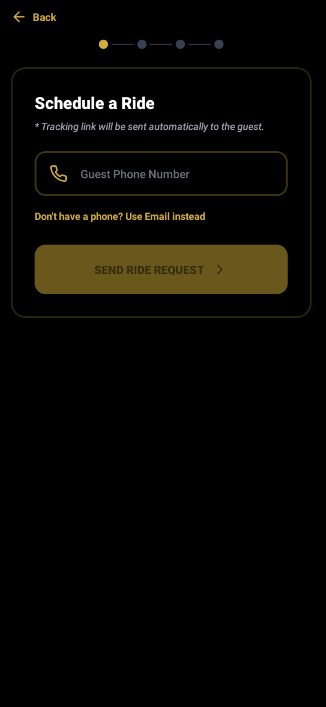 Back
Schedule a Ride
* Tracking link will be sent automatically to the guest.
Guest Phone Number
Don't have a phone? Use Email instead
SEND RIDE REQUEST